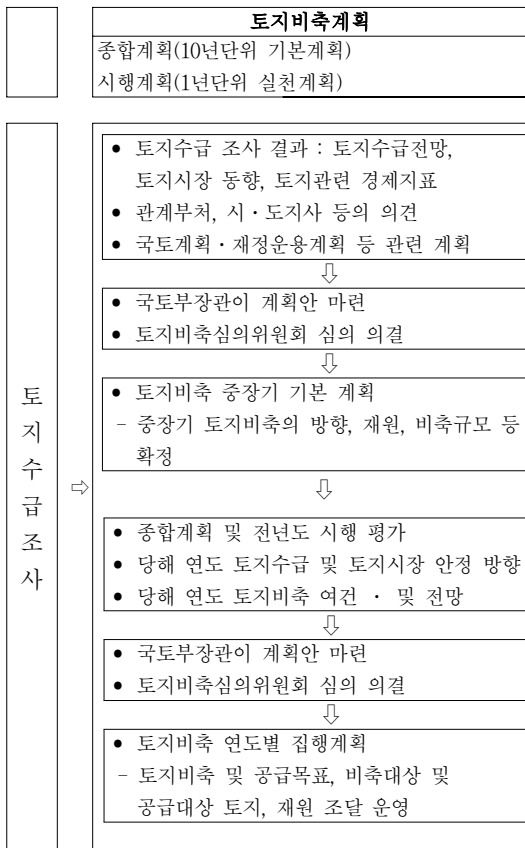 토지비축계획
종합계획(10년단위 기본계획)
시행계획(1년단위 실천계획)
토
지
수
급
조
사
⇨
• 토지수급 조사 결과 : 토지수급전망,
토지시장 동향, 토지관련 경제지표
• 관계부처, 시·도지사 등의 의견
• 국토계획·재정운용계획 등 관련 계획
⇩
• 국토부장관이 계획안 마련
• 토지비축심의위원회 심의 의결
⇩
• 토지비축 중장기 기본 계획
- 중장기 토지비축의 방향, 재원, 비축규모 등
확정
⇩
• 종합계획 및 전년도 시행 평가
• 당해 연도 토지수급 및 토지시장 안정 방향
• 당해 연도 토지비축 여건 · 및 전망
⇩
• 국토부장관이 계획안 마련
• 토지비축심의위원회 심의 의결
⇩
• 토지비축 연도별 집행계획
- 토지비축 및 공급목표, 비축대상 및
공급대상 토지, 재원 조달 운영